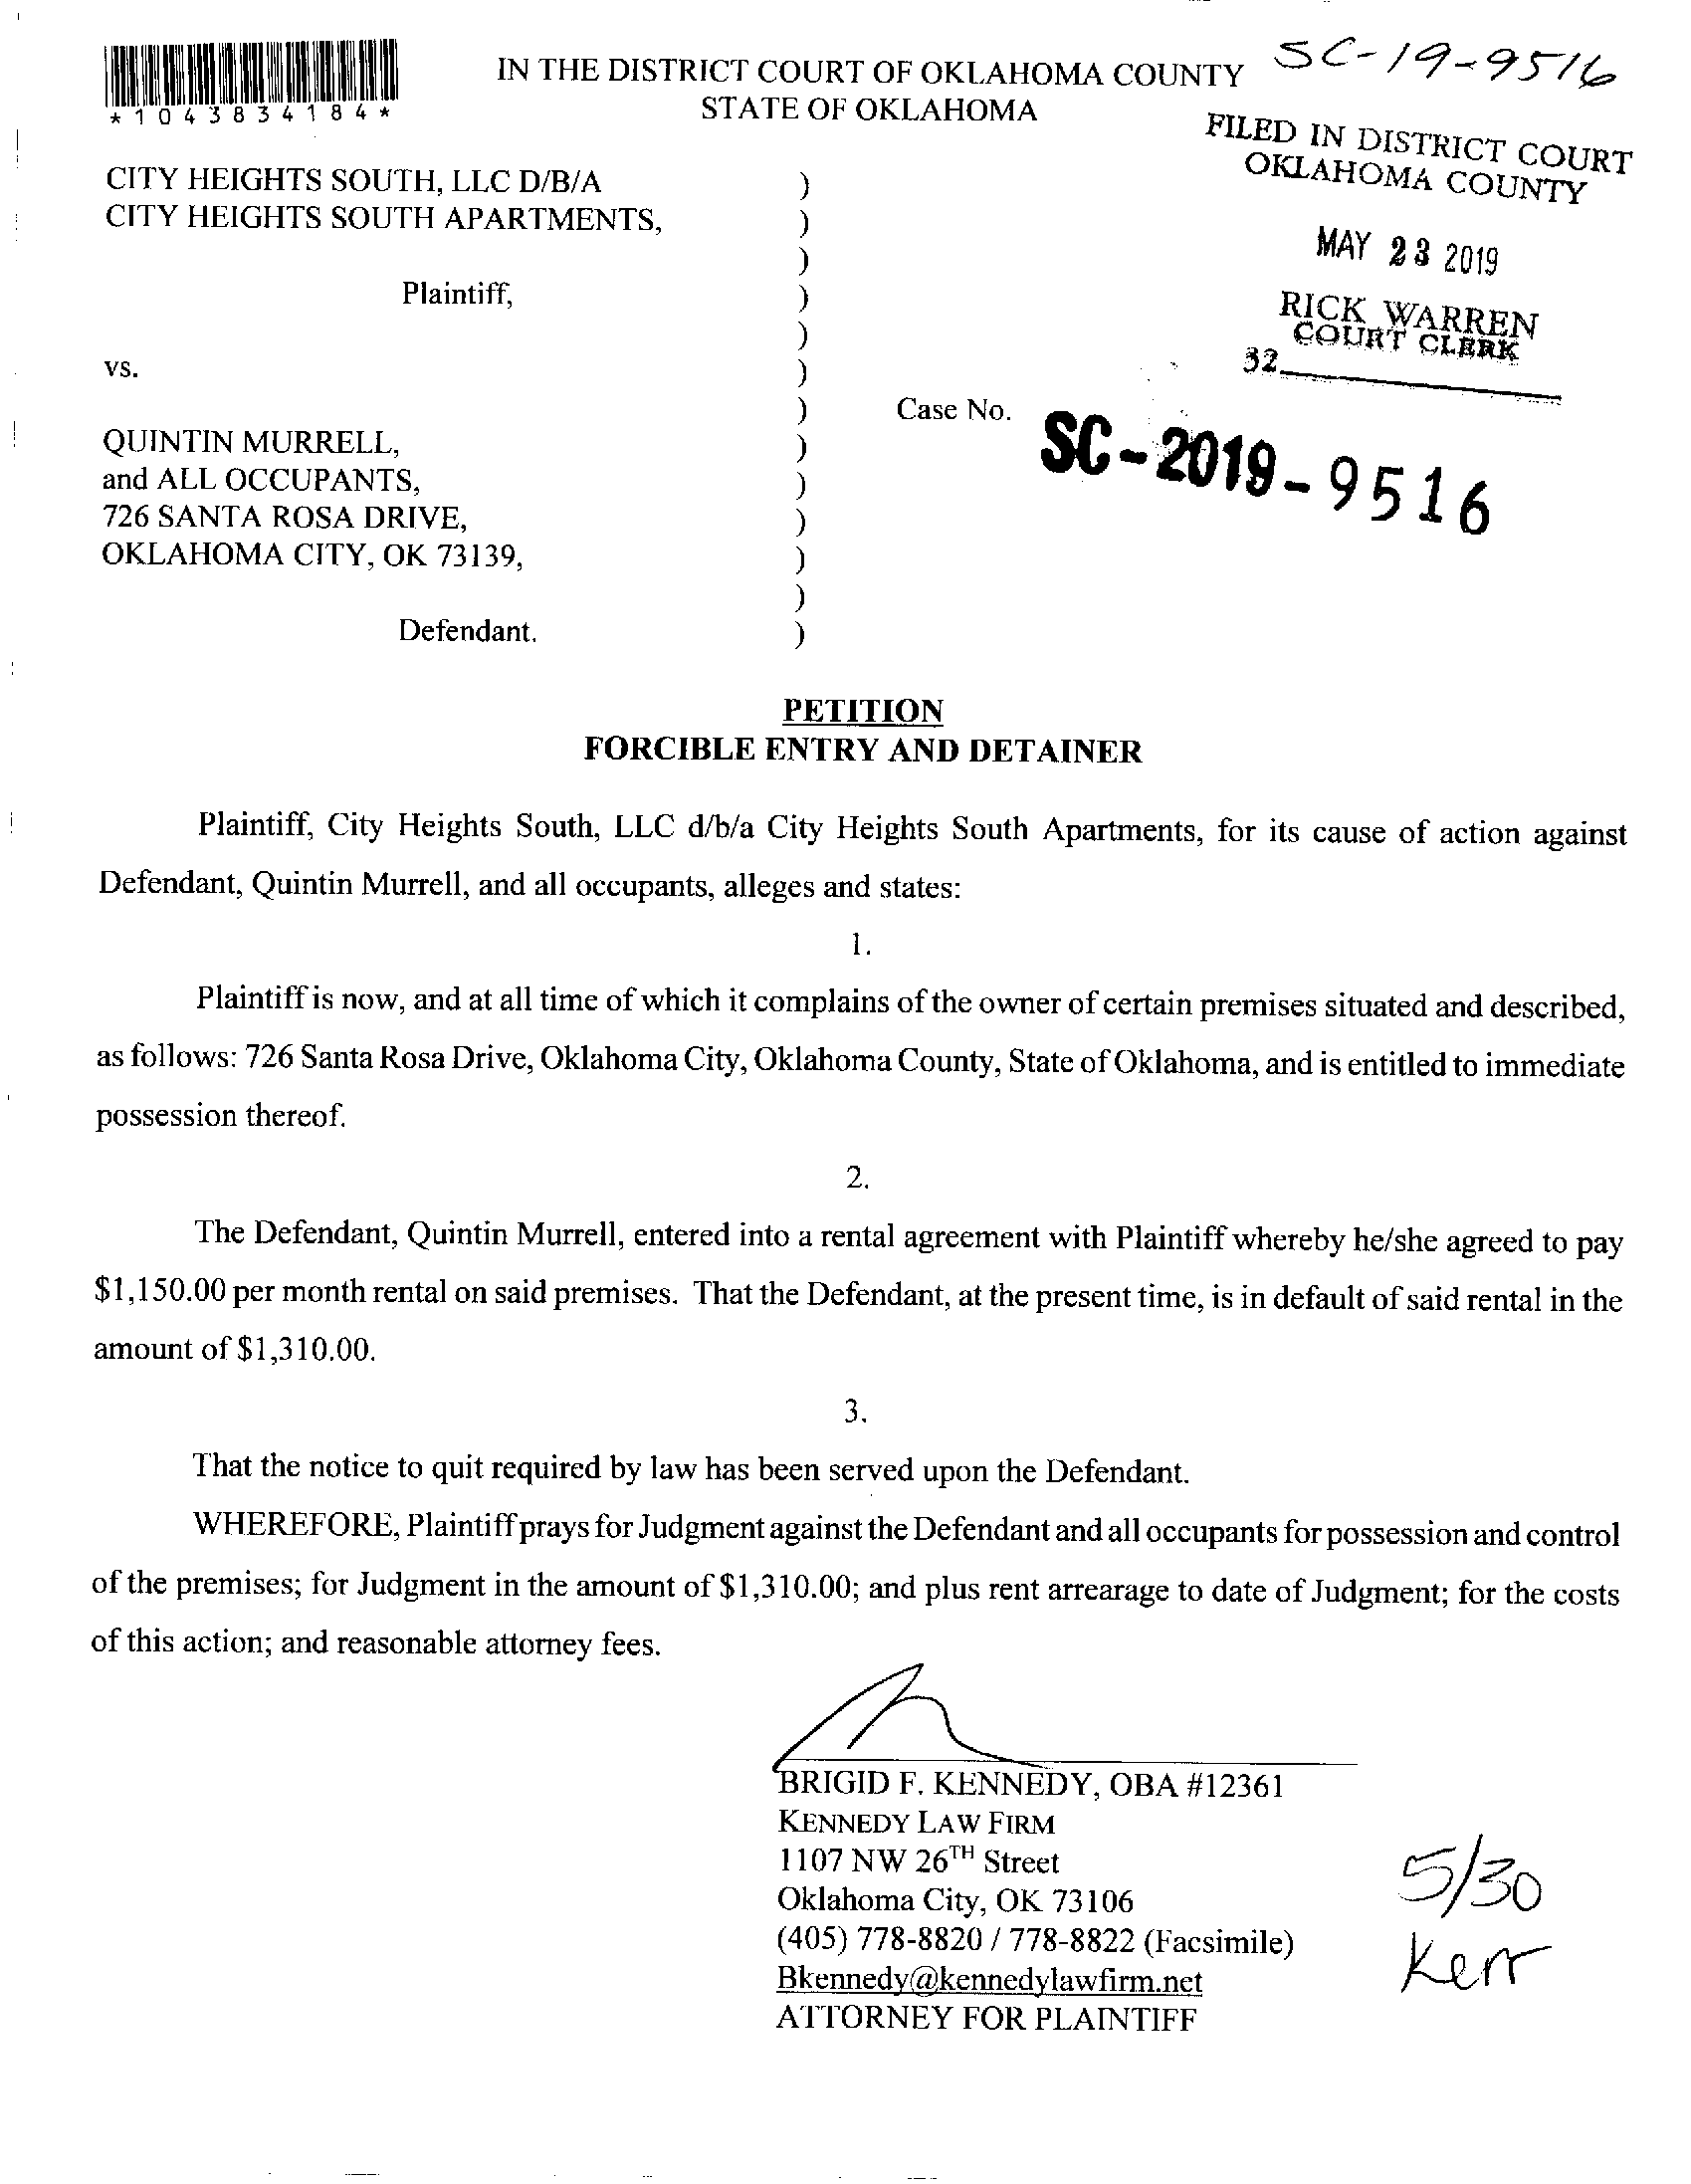 SC-19-9516
*1043834184*
IN THE DISTRICT COURT OF OKLAHOMA COUNTY
STATE OF OKLAHOMA
FILED IN DISTRICT COURT
OKLAHOMA COUNTY
MAY 23 2019
RICK WARREN
COURT CLERK
32
CITY HEIGHTS SOUTH, LLC D/B/A )
CITY HEIGHTS SOUTH APARTMENTS, )
)
Plaintiff, )
)
vs. )
) Case No. SC-2019-9516
QUINTIN MURRELL, )
and ALL OCCUPANTS, )
726 SANTA ROSA DRIVE, )
OKLAHOMA CITY, OK 73139, )
)
Defendant. )
PETITION
FORCIBLE ENTRY AND DETAINER
Plaintiff, City Heights South, LLC d/b/a City Heights South Apartments, for its cause of action against
Defendant, Quintin Murrell, and all occupants, alleges and states:
1.
Plaintiff is now, and at all time of which it complains of the owner of certain premises situated and described,
as follows: 726 Santa Rosa Drive, Oklahoma City, Oklahoma County, State of Oklahoma, and is entitled to immediate
possession thereof.
2.
The Defendant, Quintin Murrell, entered into a rental agreement with Plaintiff whereby he/she agreed to pay
$1,150.00 per month rental on said premises. That the Defendant, at the present time, is in default of said rental in the
amount of $1,310.00.
3.
That the notice to quit required by law has been served upon the Defendant.
WHEREFORE, Plaintiff prays for Judgment against the Defendant and all occupants for possession and control
of the premises; for Judgment in the amount of $1,310.00; and plus rent arrearage to date of Judgment; for the costs
of this action; and reasonable attorney fees.
BRIGID F. KENNEDY, OBA #12361
KENNEDY LAW FIRM
1107 NW 26TH Street
Oklahoma City, OK 73106
(405) 778-8820 / 778-8822 (Facsimile)
Bkennedy@kennedylawfirm.net
ATTORNEY FOR PLAINTIFF
5/30
Kerr